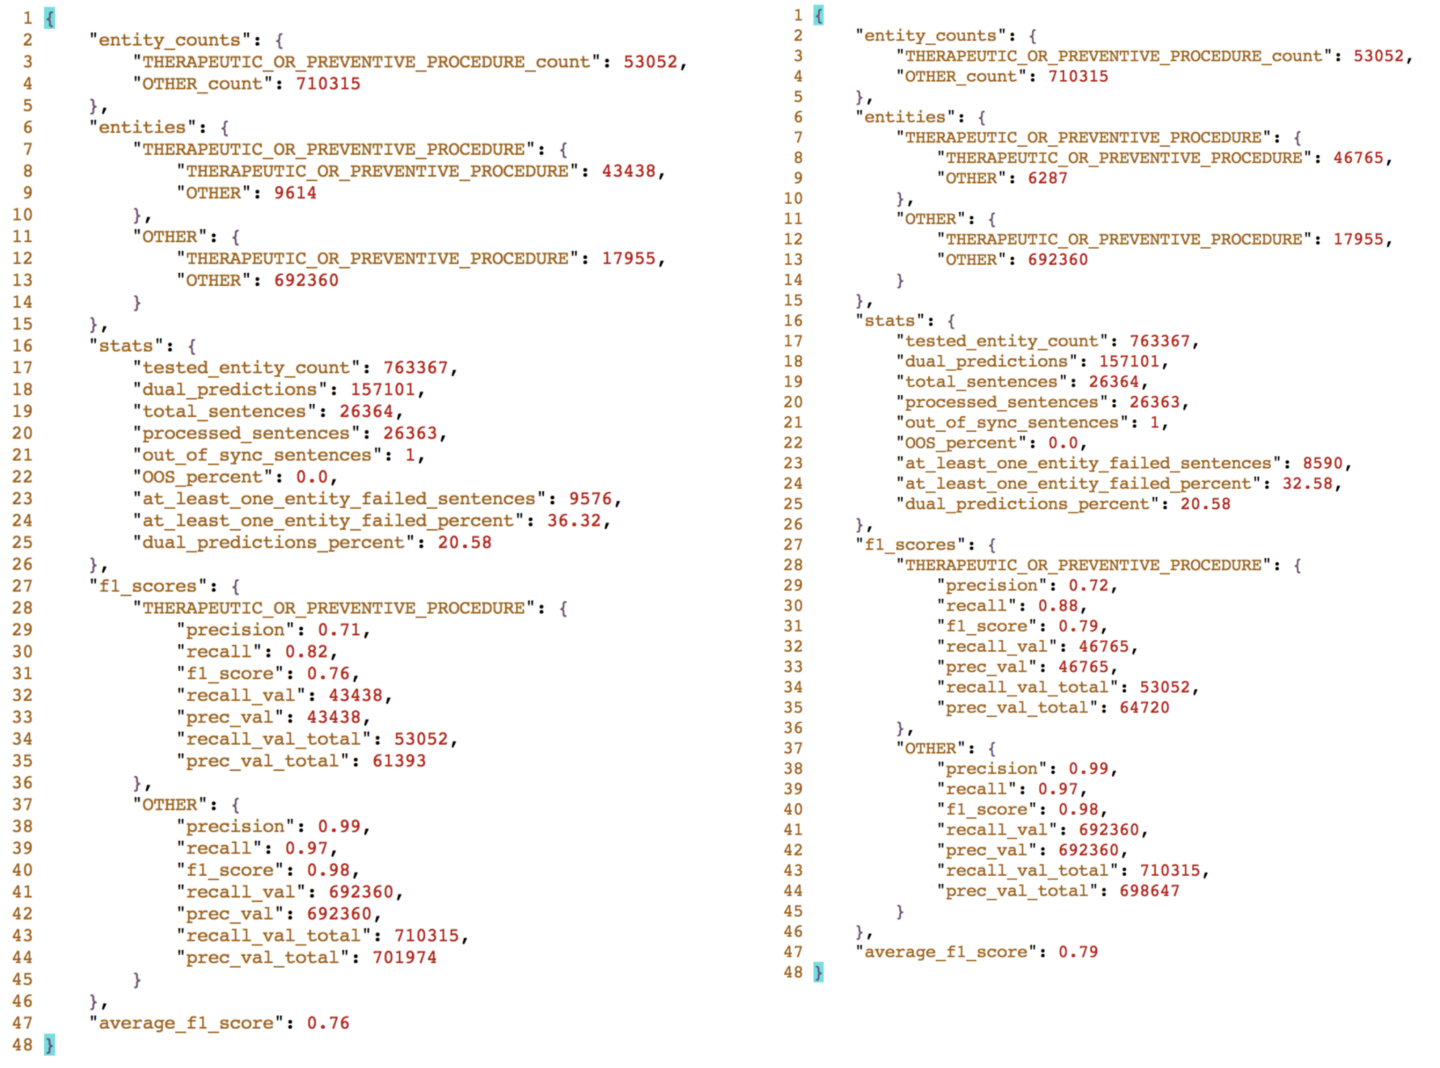 1 {
2 "entity_counts": {
3 "THERAPEUTIC_OR_PREVENTIVE_PROCEDURE_count": 53052,
4 "OTHER_count": 710315
5 },
6 "entities": {
7 "THERAPEUTIC_OR_PREVENTIVE_PROCEDURE": {
8 "THERAPEUTIC_OR_PREVENTIVE_PROCEDURE": 43438,
9 "OTHER": 9614
10 },
11 "OTHER": {
12 "THERAPEUTIC_OR_PREVENTIVE_PROCEDURE": 17955,
13 "OTHER": 692360
14 }
15 },
16 "stats": {
17 "tested_entity_count": 763367,
18 "dual_predictions": 157101,
19 "total_sentences": 26364,
20 "processed_sentences": 26363,
21 "out_of_sync_sentences": 1,
22 "OOS_percent": 0.0,
23 "at_least_one_entity_failed_sentences": 9576,
24 "at_least_one_entity_failed_percent": 36.32,
25 "dual_predictions_percent": 20.58
26 },
27 "f1_scores": {
28 "THERAPEUTIC_OR_PREVENTIVE_PROCEDURE": {
29 "precision": 0.71,
30 "recall": 0.82,
31 "f1_score": 0.76,
32 "recall_val": 43438,
33 "prec_val": 43438,
34 "recall_val_total": 53052,
35 "prec_val_total": 61393
36 },
37 "OTHER": {
38 "precision": 0.99,
39 "recall": 0.97,
40 "f1_score": 0.98,
41 "recall_val": 692360,
42 "prec_val": 692360,
43 "recall_val_total": 710315,
44 "prec_val_total": 701974
45 }
46 },
47 "average_f1_score": 0.76
48 }
1 {
2 "entity_counts": {
3 "THERAPEUTIC_OR_PREVENTIVE_PROCEDURE_count": 53052,
4 "OTHER_count": 710315
5 },
6 "entities": {
7 "THERAPEUTIC_OR_PREVENTIVE_PROCEDURE": {
8 "THERAPEUTIC_OR_PREVENTIVE_PROCEDURE": 46765,
9 "OTHER": 6287
10 },
11 "OTHER": {
12 "THERAPEUTIC_OR_PREVENTIVE_PROCEDURE": 17955,
13 "OTHER": 692360
14 }
15 },
16 "stats": {
17 "tested_entity_count": 763367,
18 "dual_predictions": 157101,
19 "total_sentences": 26364,
20 "processed_sentences": 26363,
21 "out_of_sync_sentences": 1,
22 "OOS_percent": 0.0,
23 "at_least_one_entity_failed_sentences": 8590,
24 "at_least_one_entity_failed_percent": 32.58,
25 "dual_predictions_percent": 20.58
26 },
27 "f1_scores": {
28 "THERAPEUTIC_OR_PREVENTIVE_PROCEDURE": {
29 "precision": 0.72,
30 "recall": 0.88,
31 "f1_score": 0.79,
32 "recall_val": 46765,
33 "prec_val": 46765,
34 "recall_val_total": 53052,
35 "prec_val_total": 64720
36 },
37 "OTHER": {
38 "precision": 0.99,
39 "recall": 0.97,
40 "f1_score": 0.98,
41 "recall_val": 692360,
42 "prec_val": 692360,
43 "recall_val_total": 710315,
44 "prec_val_total": 698647
45 }
46 },
47 "average_f1_score": 0.79
48 }